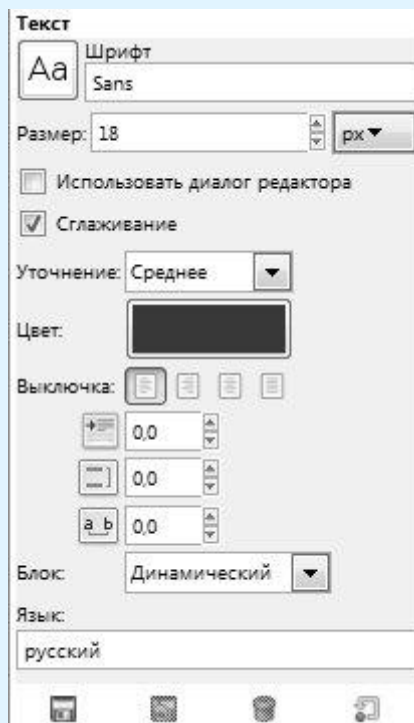 Текст
Aa
Шрифт
Sans
Размер: 18 px
Использовать диалог редактора
Сглаживание
Уточнение: Среднее
Цвет:
Выключка:
0,0
0,0
a_b 0,0
Блок: Динамический
Язык:
русский